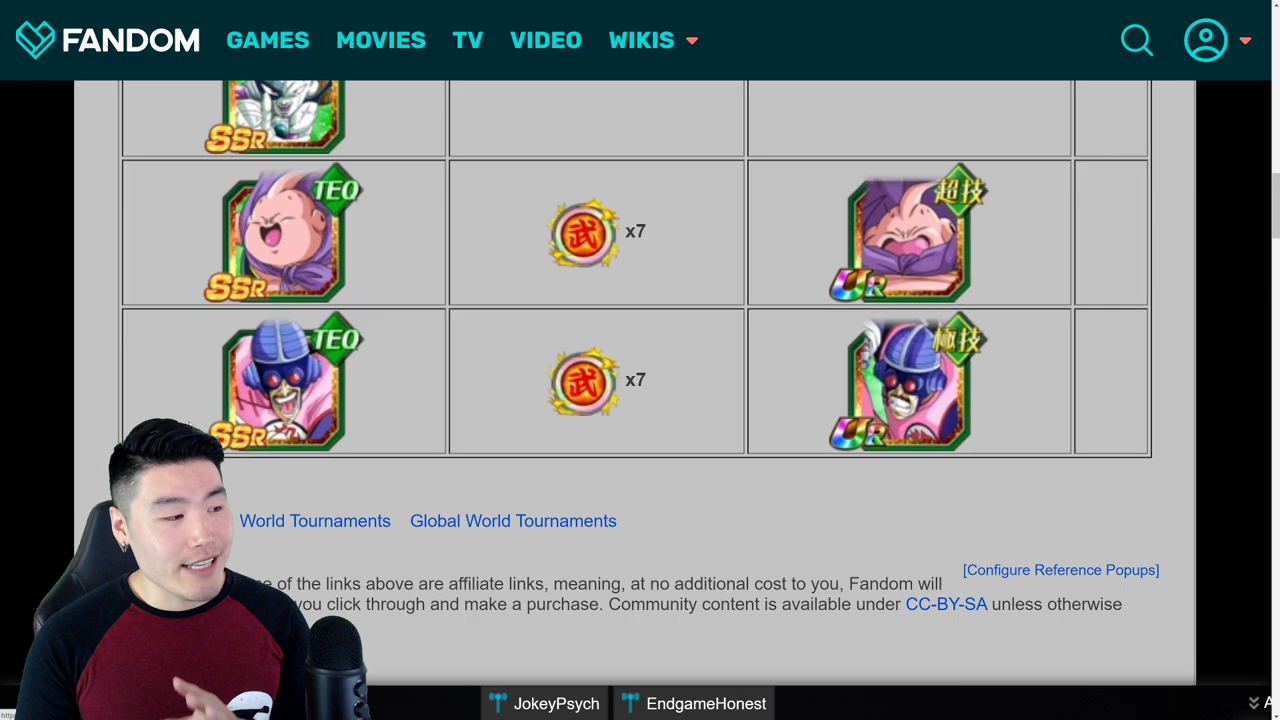 FANDOM GAMES MOVIES TV VIDEO WIKIS
SSR
TEQ 超技
武 x7
SSR UR
TEQ 極技
武 x7
SSR UR
World Tournaments Global World Tournaments
[Configure Reference Popups]
of the links above are affiliate links, meaning, at no additional cost to you, Fandom will
you click through and make a purchase. Community content is available under CC-BY-SA unless otherwise
JokeyPsych EndgameHonest